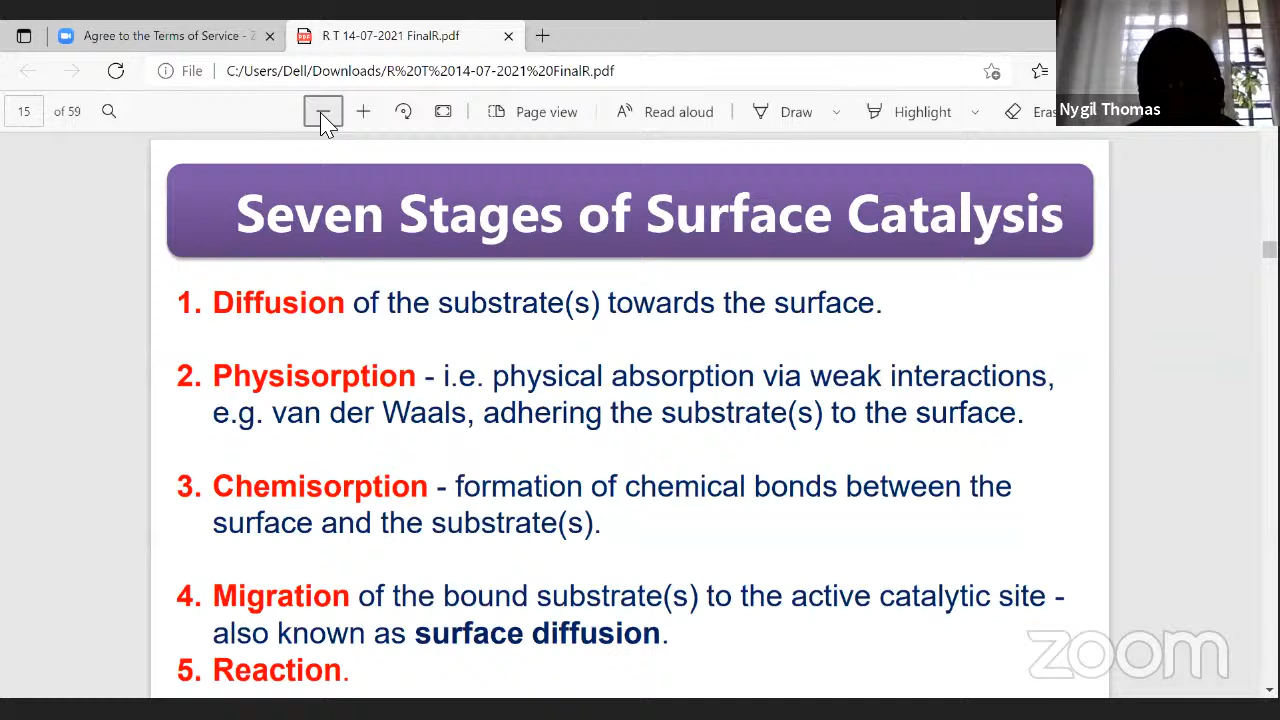 Agree to the Terms of Service - Z
R T 14-07-2021 FinalR.pdf
File
C:/Users/Dell/Downloads/R%20T%2014-07-2021%20FinalR.pdf
15 of 59
Page view
Read aloud
Draw
Highlight
Eras
Nygil Thomas
Seven Stages of Surface Catalysis
1. Diffusion of the substrate(s) towards the surface.
2. Physisorption - i.e. physical absorption via weak interactions,
e.g. van der Waals, adhering the substrate(s) to the surface.
3. Chemisorption - formation of chemical bonds between the
surface and the substrate(s).
4. Migration of the bound substrate(s) to the active catalytic site -
also known as surface diffusion.
5. Reaction.
zoom